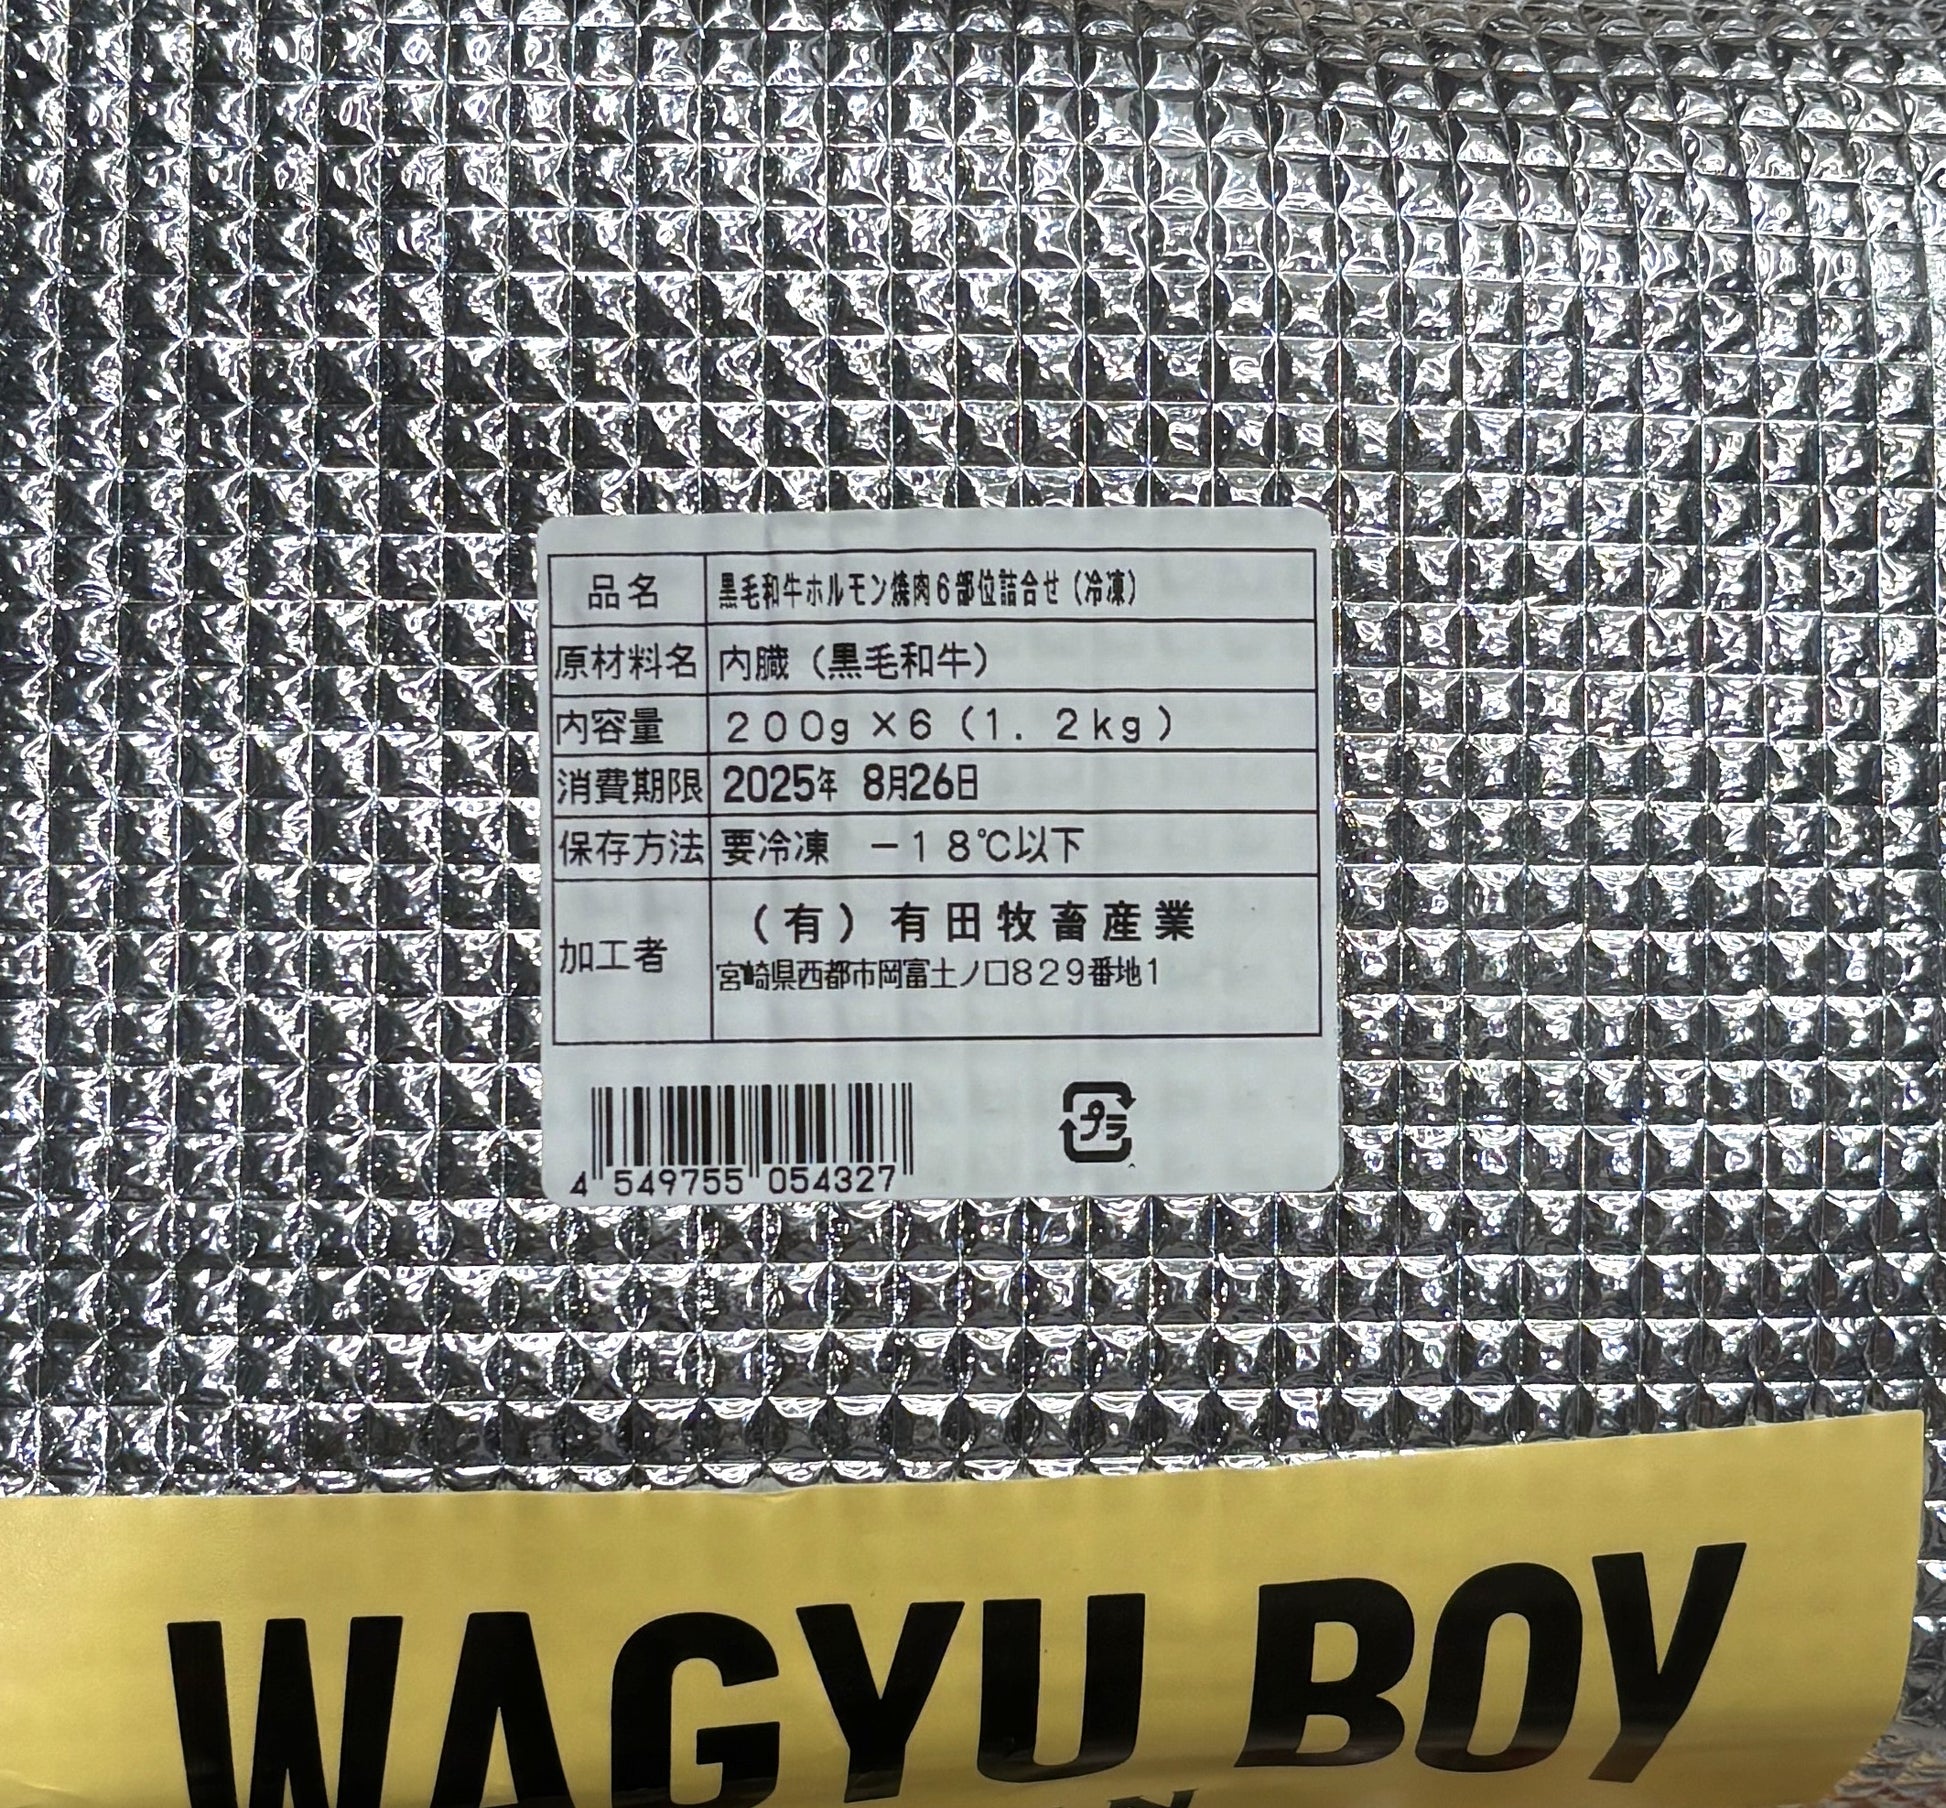 品名 黒毛和牛ホルモン焼肉6部位詰合せ（冷凍）
原材料名 内臓（黒毛和牛）
内容量 200g×6（1．2kg）
消費期限 2025年 8月26日
保存方法 要冷凍 －18℃以下
加工者 （有）有田牧畜産業
宮崎県西都市岡富土ノ口829番地1
4 549755 054327
プラ
WAGYU BOY